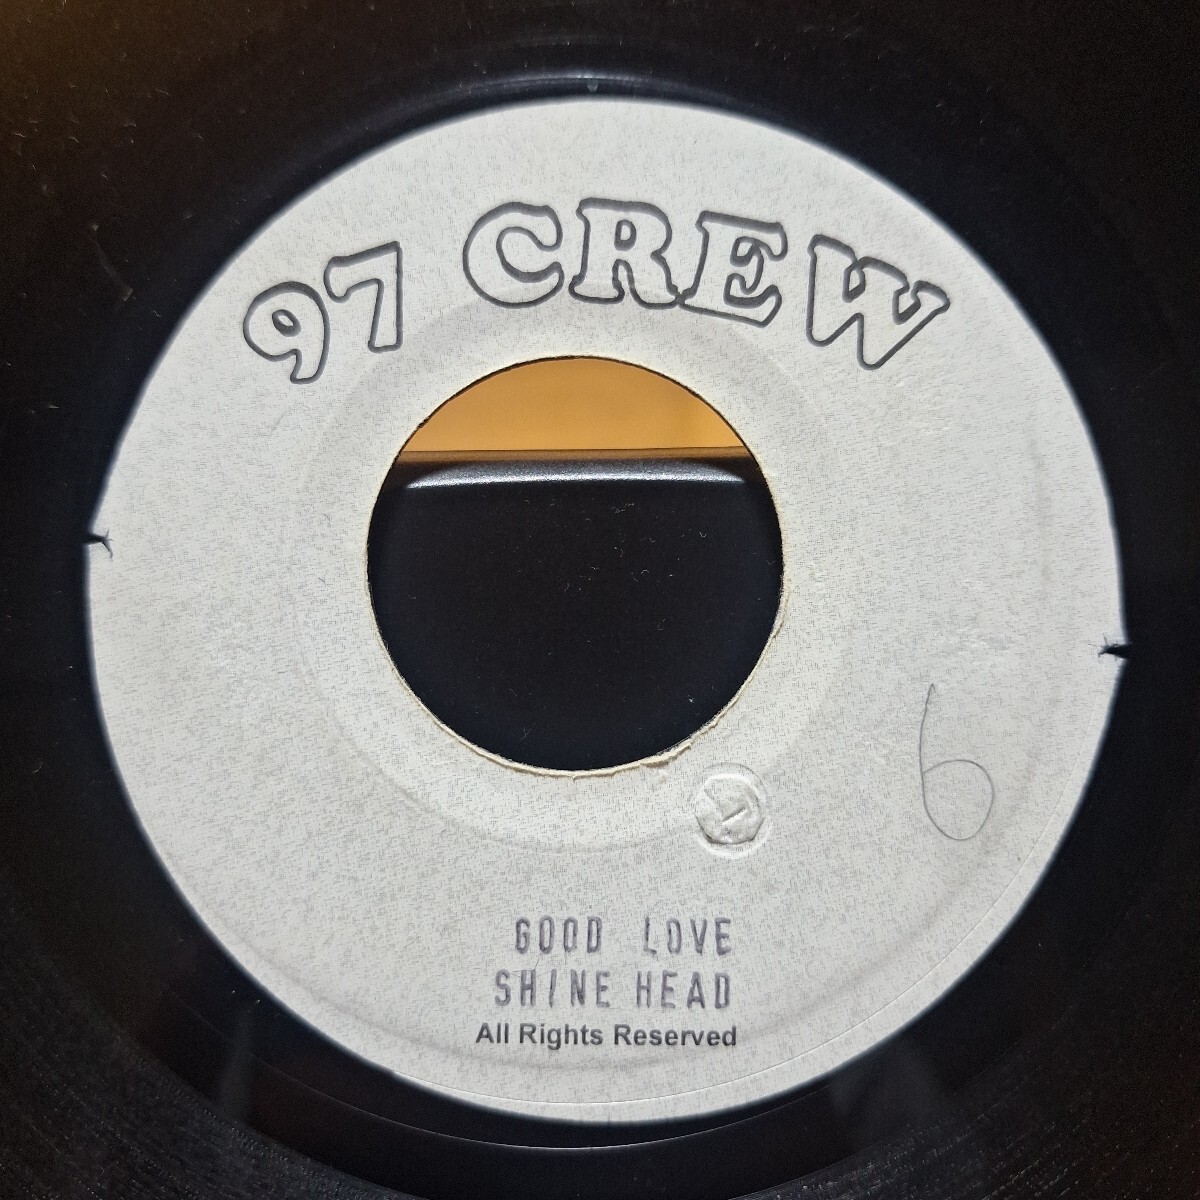 97 CREW
6
GOOD LOVE
SHINE HEAD
All Rights Reserved